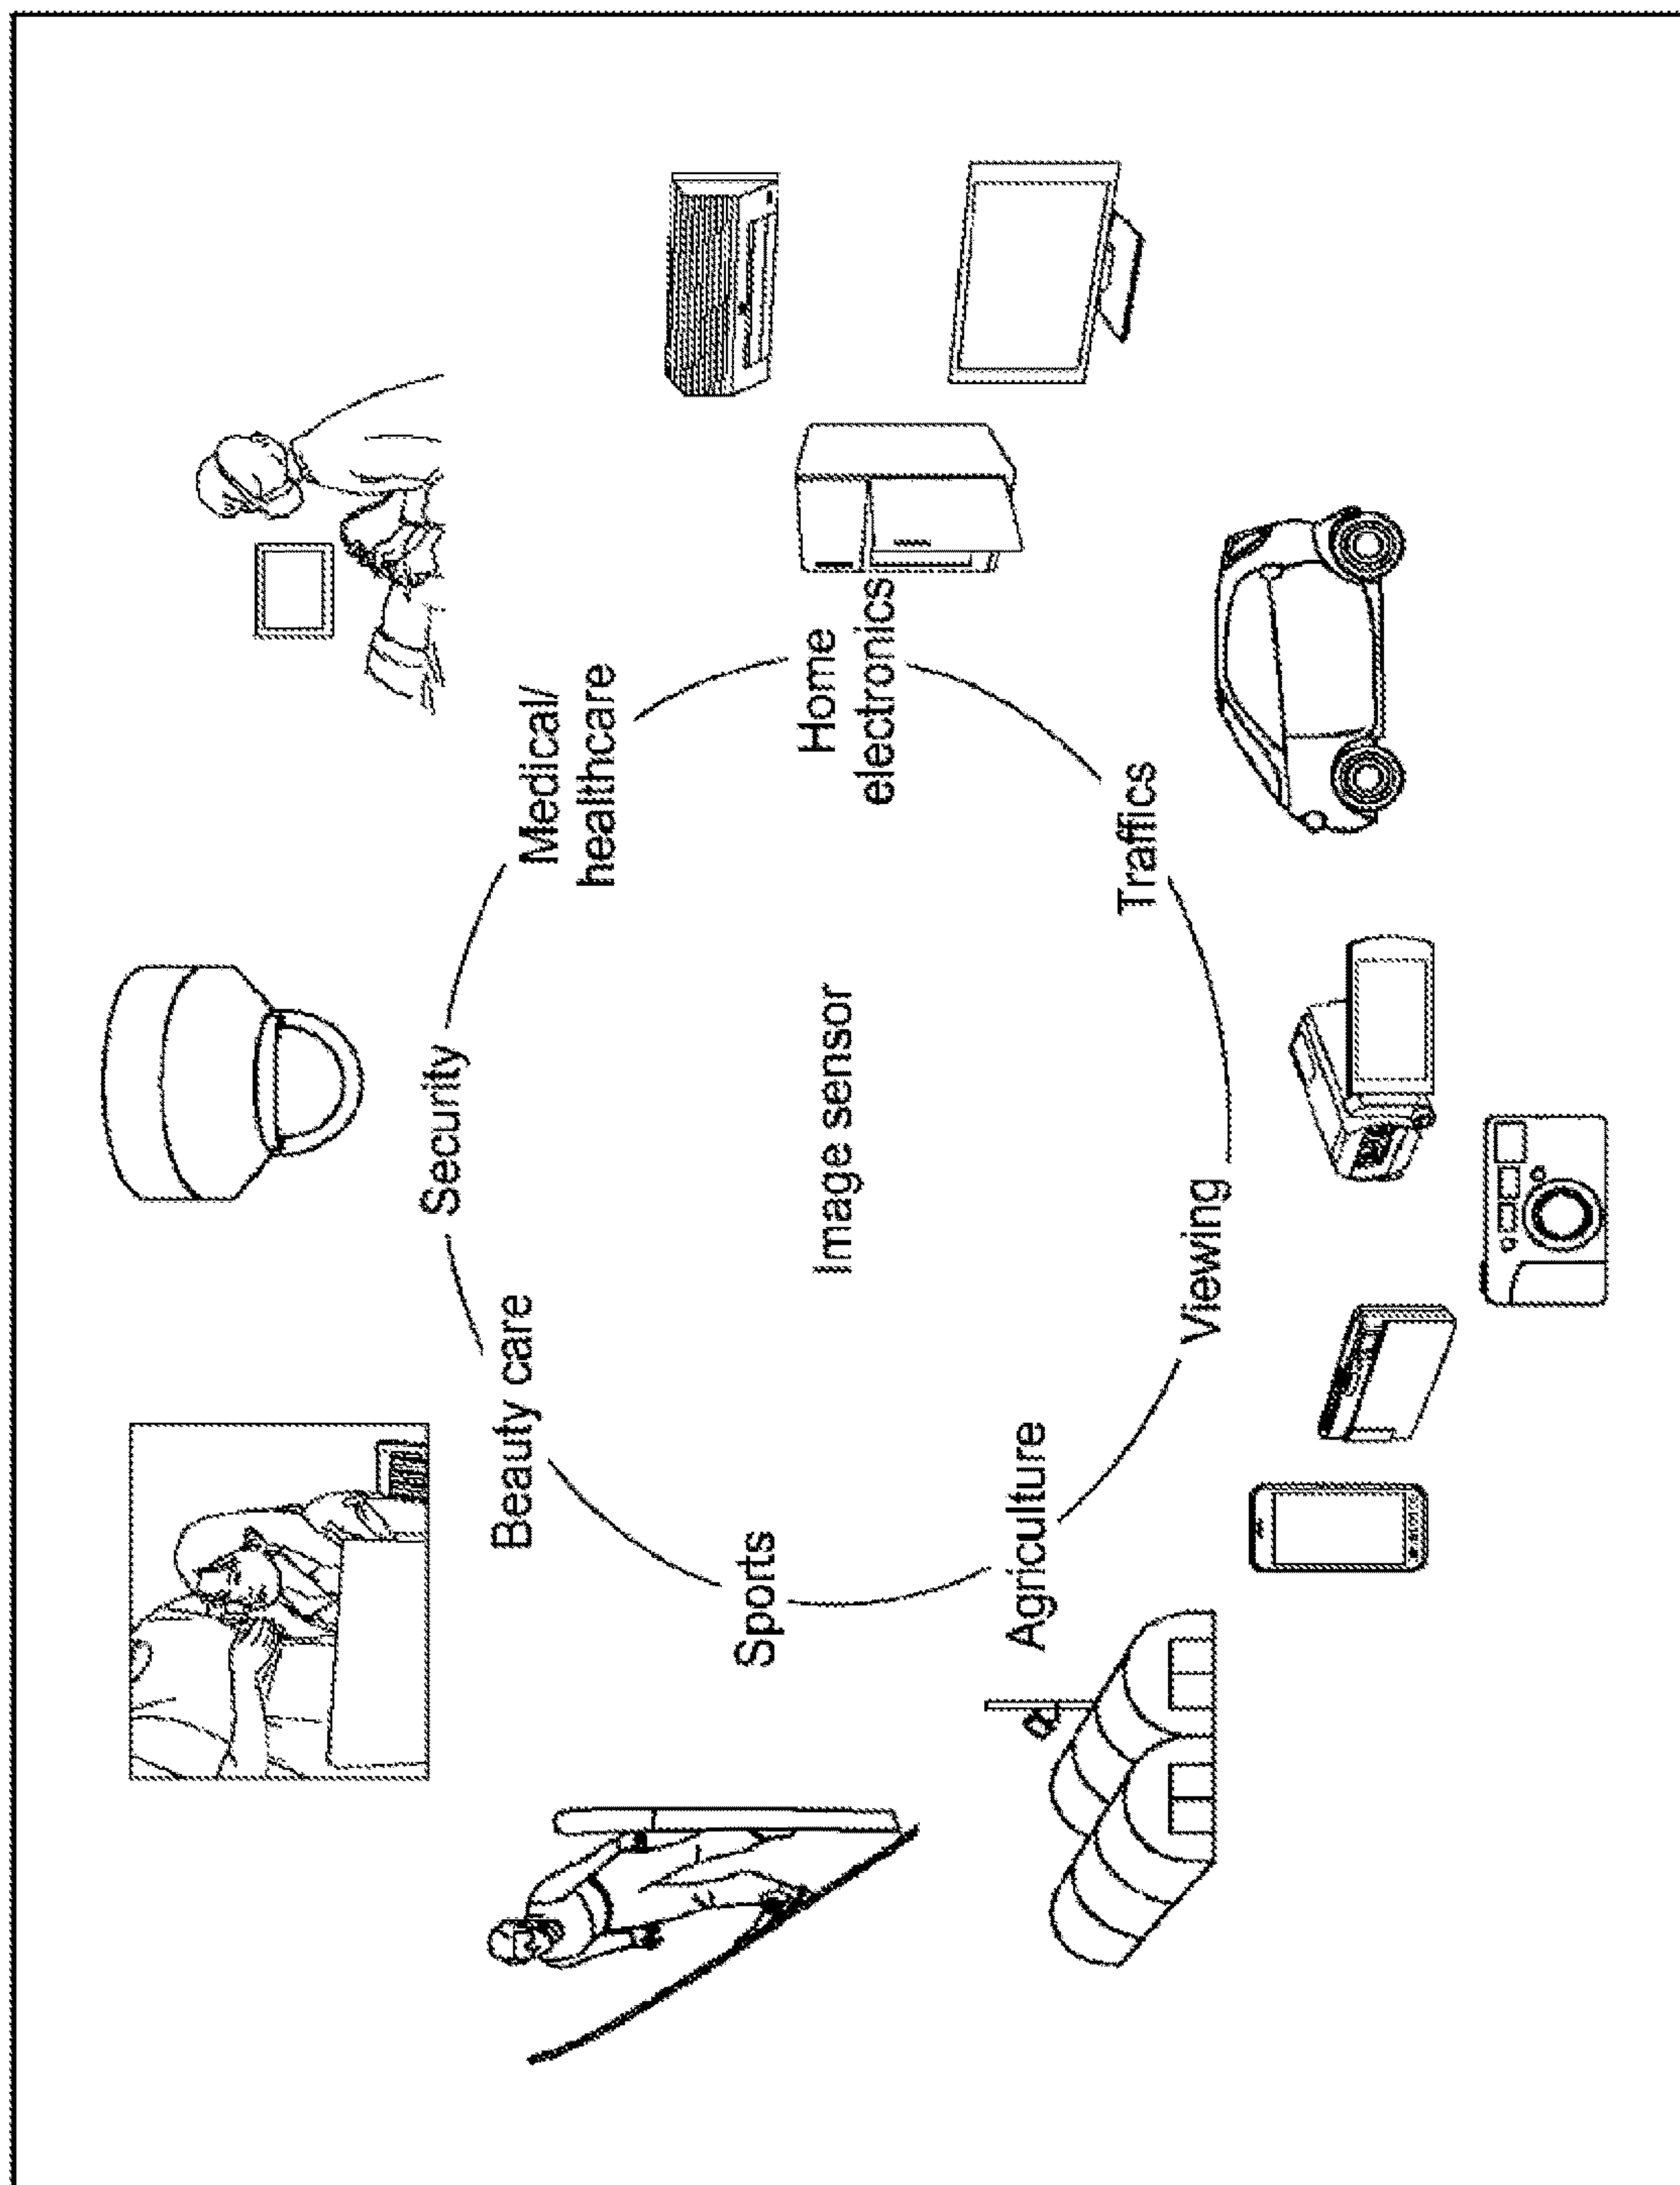 Security
Beauty care
Medical/
healthcare
Sports
Image sensor
Home
electronics
Agriculture
Traffics
Viewing